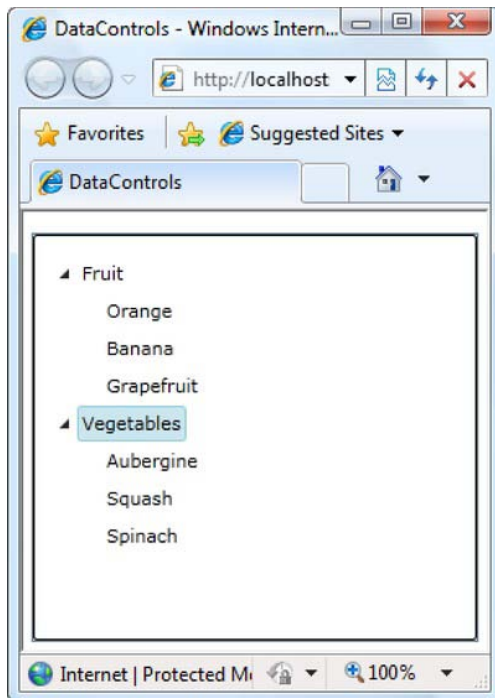 DataControls - Windows Intern...
http://localhost
Favorites Suggested Sites
DataControls
Fruit
Orange
Banana
Grapefruit
Vegetables
Aubergine
Squash
Spinach
Internet | Protected M 100%